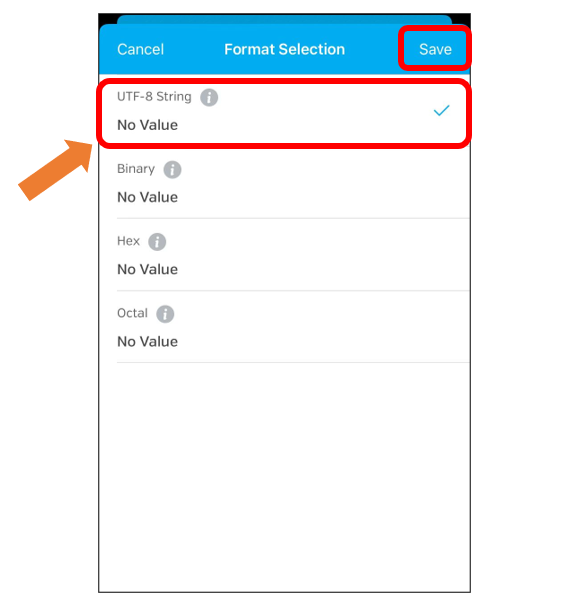 Cancel Format Selection Save
UTF-8 String i
No Value
Binary i
No Value
Hex i
No Value
Octal i
No Value